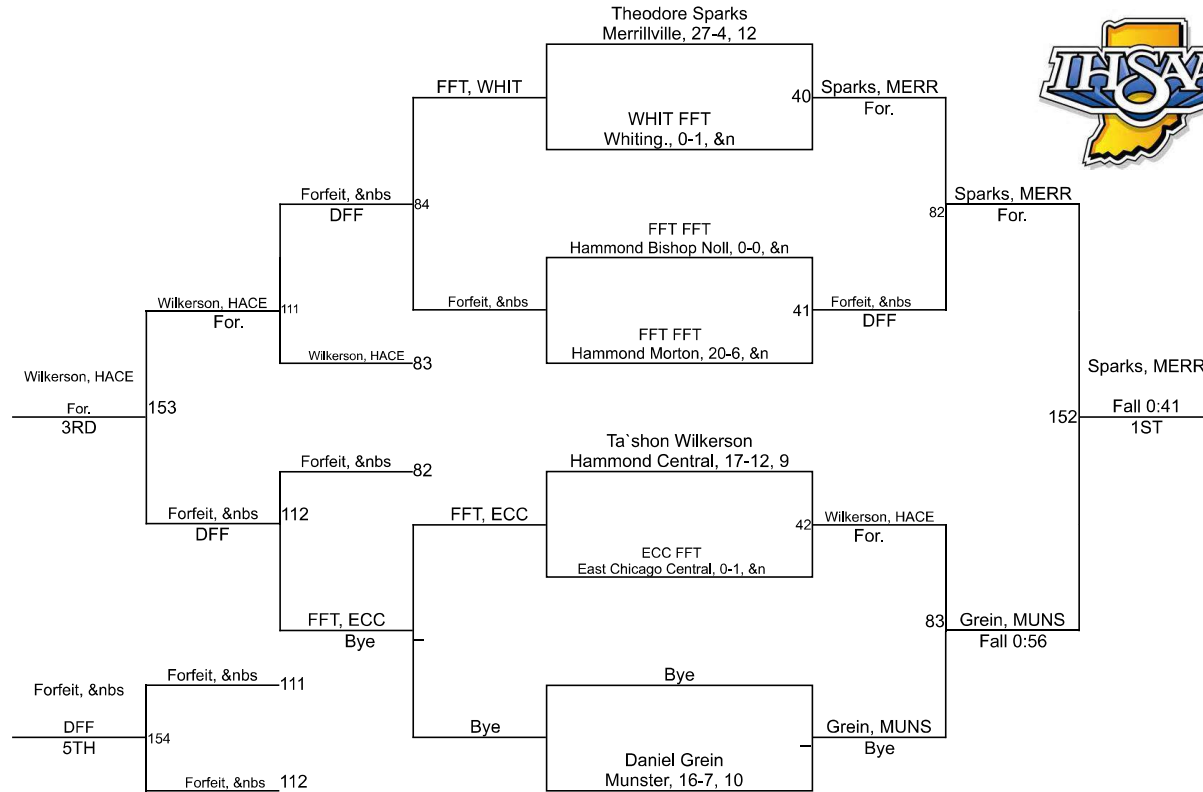 Theodore Sparks
Merrillville, 27-4, 12
IHSAA
FFT, WHIT
40
Sparks, MERR
For.
WHIT FFT
Whiting., 0-1, &n
Forfeit, &nbs
DFF
84
Sparks, MERR
For.
82
FFT FFT
Hammond Bishop Noll, 0-0, &n
Wilkerson, HACE
For.
111
Forfeit, &nbs
41
Forfeit, &nbs
DFF
FFT FFT
Hammond Morton, 20-6, &n
Wilkerson, HACE
83
Wilkerson, HACE
For.
3RD
153
Sparks, MERR
Fall 0:41
1ST
152
Ta`shon Wilkerson
Hammond Central, 17-12, 9
Forfeit, &nbs
82
Forfeit, &nbs
DFF
112
FFT, ECC
42
Wilkerson, HACE
For.
ECC FFT
East Chicago Central, 0-1, &n
FFT, ECC
Bye
83
Grein, MUNS
Fall 0:56
Forfeit, &nbs
DFF
5TH
Forfeit, &nbs
111
154
Bye
Bye
Grein, MUNS
Bye
Daniel Grein
Munster, 16-7, 10
Forfeit, &nbs
112